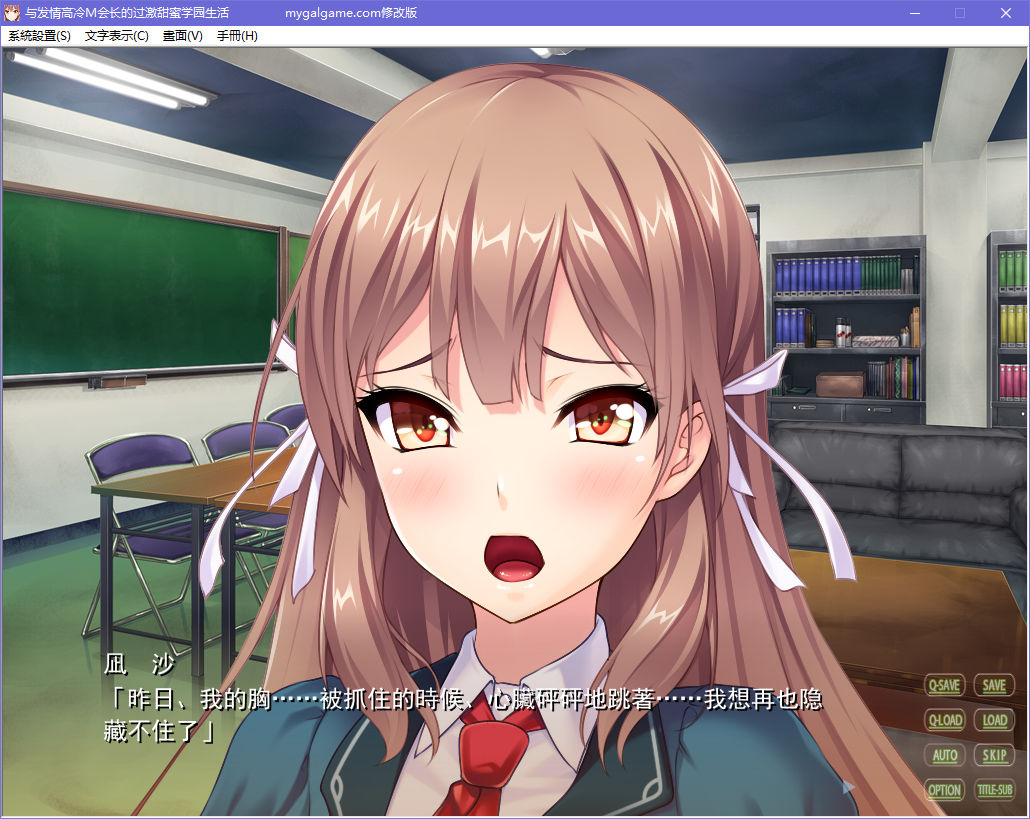 与发情高冷M会长的过激甜蜜学园生活 mygalgame.com修改版
系統設置(S) 文字表示(C) 畫面(V) 手冊(H)
凪 沙
「昨日、我的胸……被抓住的時候、心臟砰砰地跳著……我想再也隐
藏不住了」
Q-SAVE SAVE
Q-LOAD LOAD
AUTO SKIP
OPTION TITLE-SUB